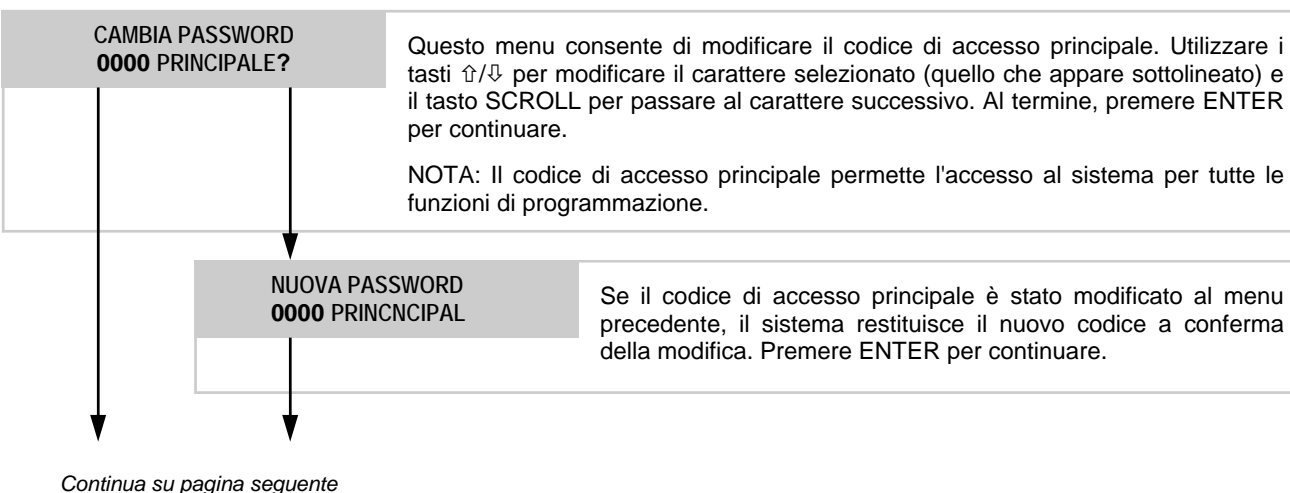 CAMBIA PASSWORD
0000 PRINCIPALE?
Questo menu consente di modificare il codice di accesso principale. Utilizzare i
tasti ⇧/⇩ per modificare il carattere selezionato (quello che appare sottolineato) e
il tasto SCROLL per passare al carattere successivo. Al termine, premere ENTER
per continuare.
NOTA: Il codice di accesso principale permette l'accesso al sistema per tutte le
funzioni di programmazione.
NUOVA PASSWORD
0000 PRINCNCIPAL
Se il codice di accesso principale è stato modificato al menu
precedente, il sistema restituisce il nuovo codice a conferma
della modifica. Premere ENTER per continuare.
Continua su pagina seguente